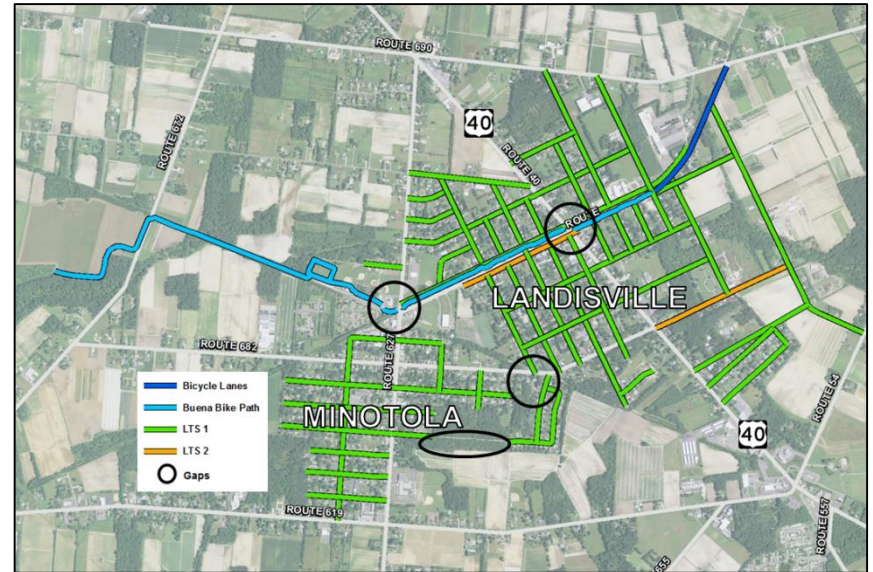 ROUTE 690
40
ROUTE 672
ROUTE 40
ROUTE
LANDISVILLE
ROUTE 627
ROUTE 682
Bicycle Lanes
Buena Bike Path
LTS 1
LTS 2
Gaps
MINOTOLA
ROUTE 54
40
ROUTE 619
ROUTE 557
655